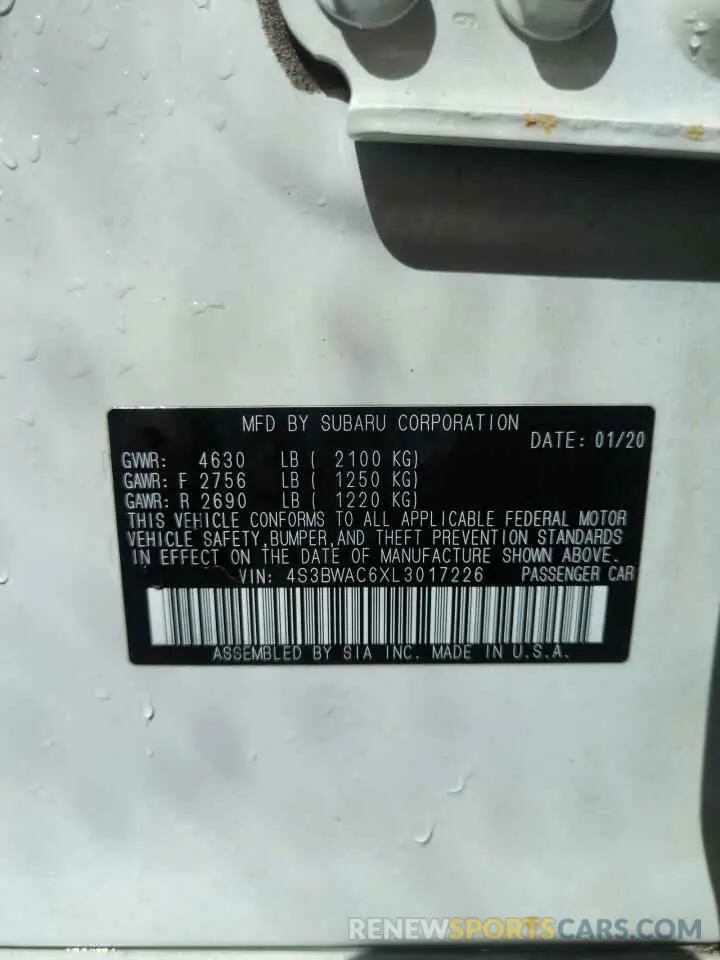 MFD BY SUBARU CORPORATION
DATE: 01/20
GVWR: 4630 LB ( 2100 KG)
GAWR: F 2756 LB ( 1250 KG)
GAWR: R 2690 LB ( 1220 KG)
THIS VEHICLE CONFORMS TO ALL APPLICABLE FEDERAL MOTOR
VEHICLE SAFETY, BUMPER, AND THEFT PREVENTION STANDARDS
IN EFFECT ON THE DATE OF MANUFACTURE SHOWN ABOVE.
VIN: 4S3BWAC6XL3017226 PASSENGER CAR
ASSEMBLED BY SIA INC. MADE IN U.S.A.
RENEWSPORTSCARS.COM